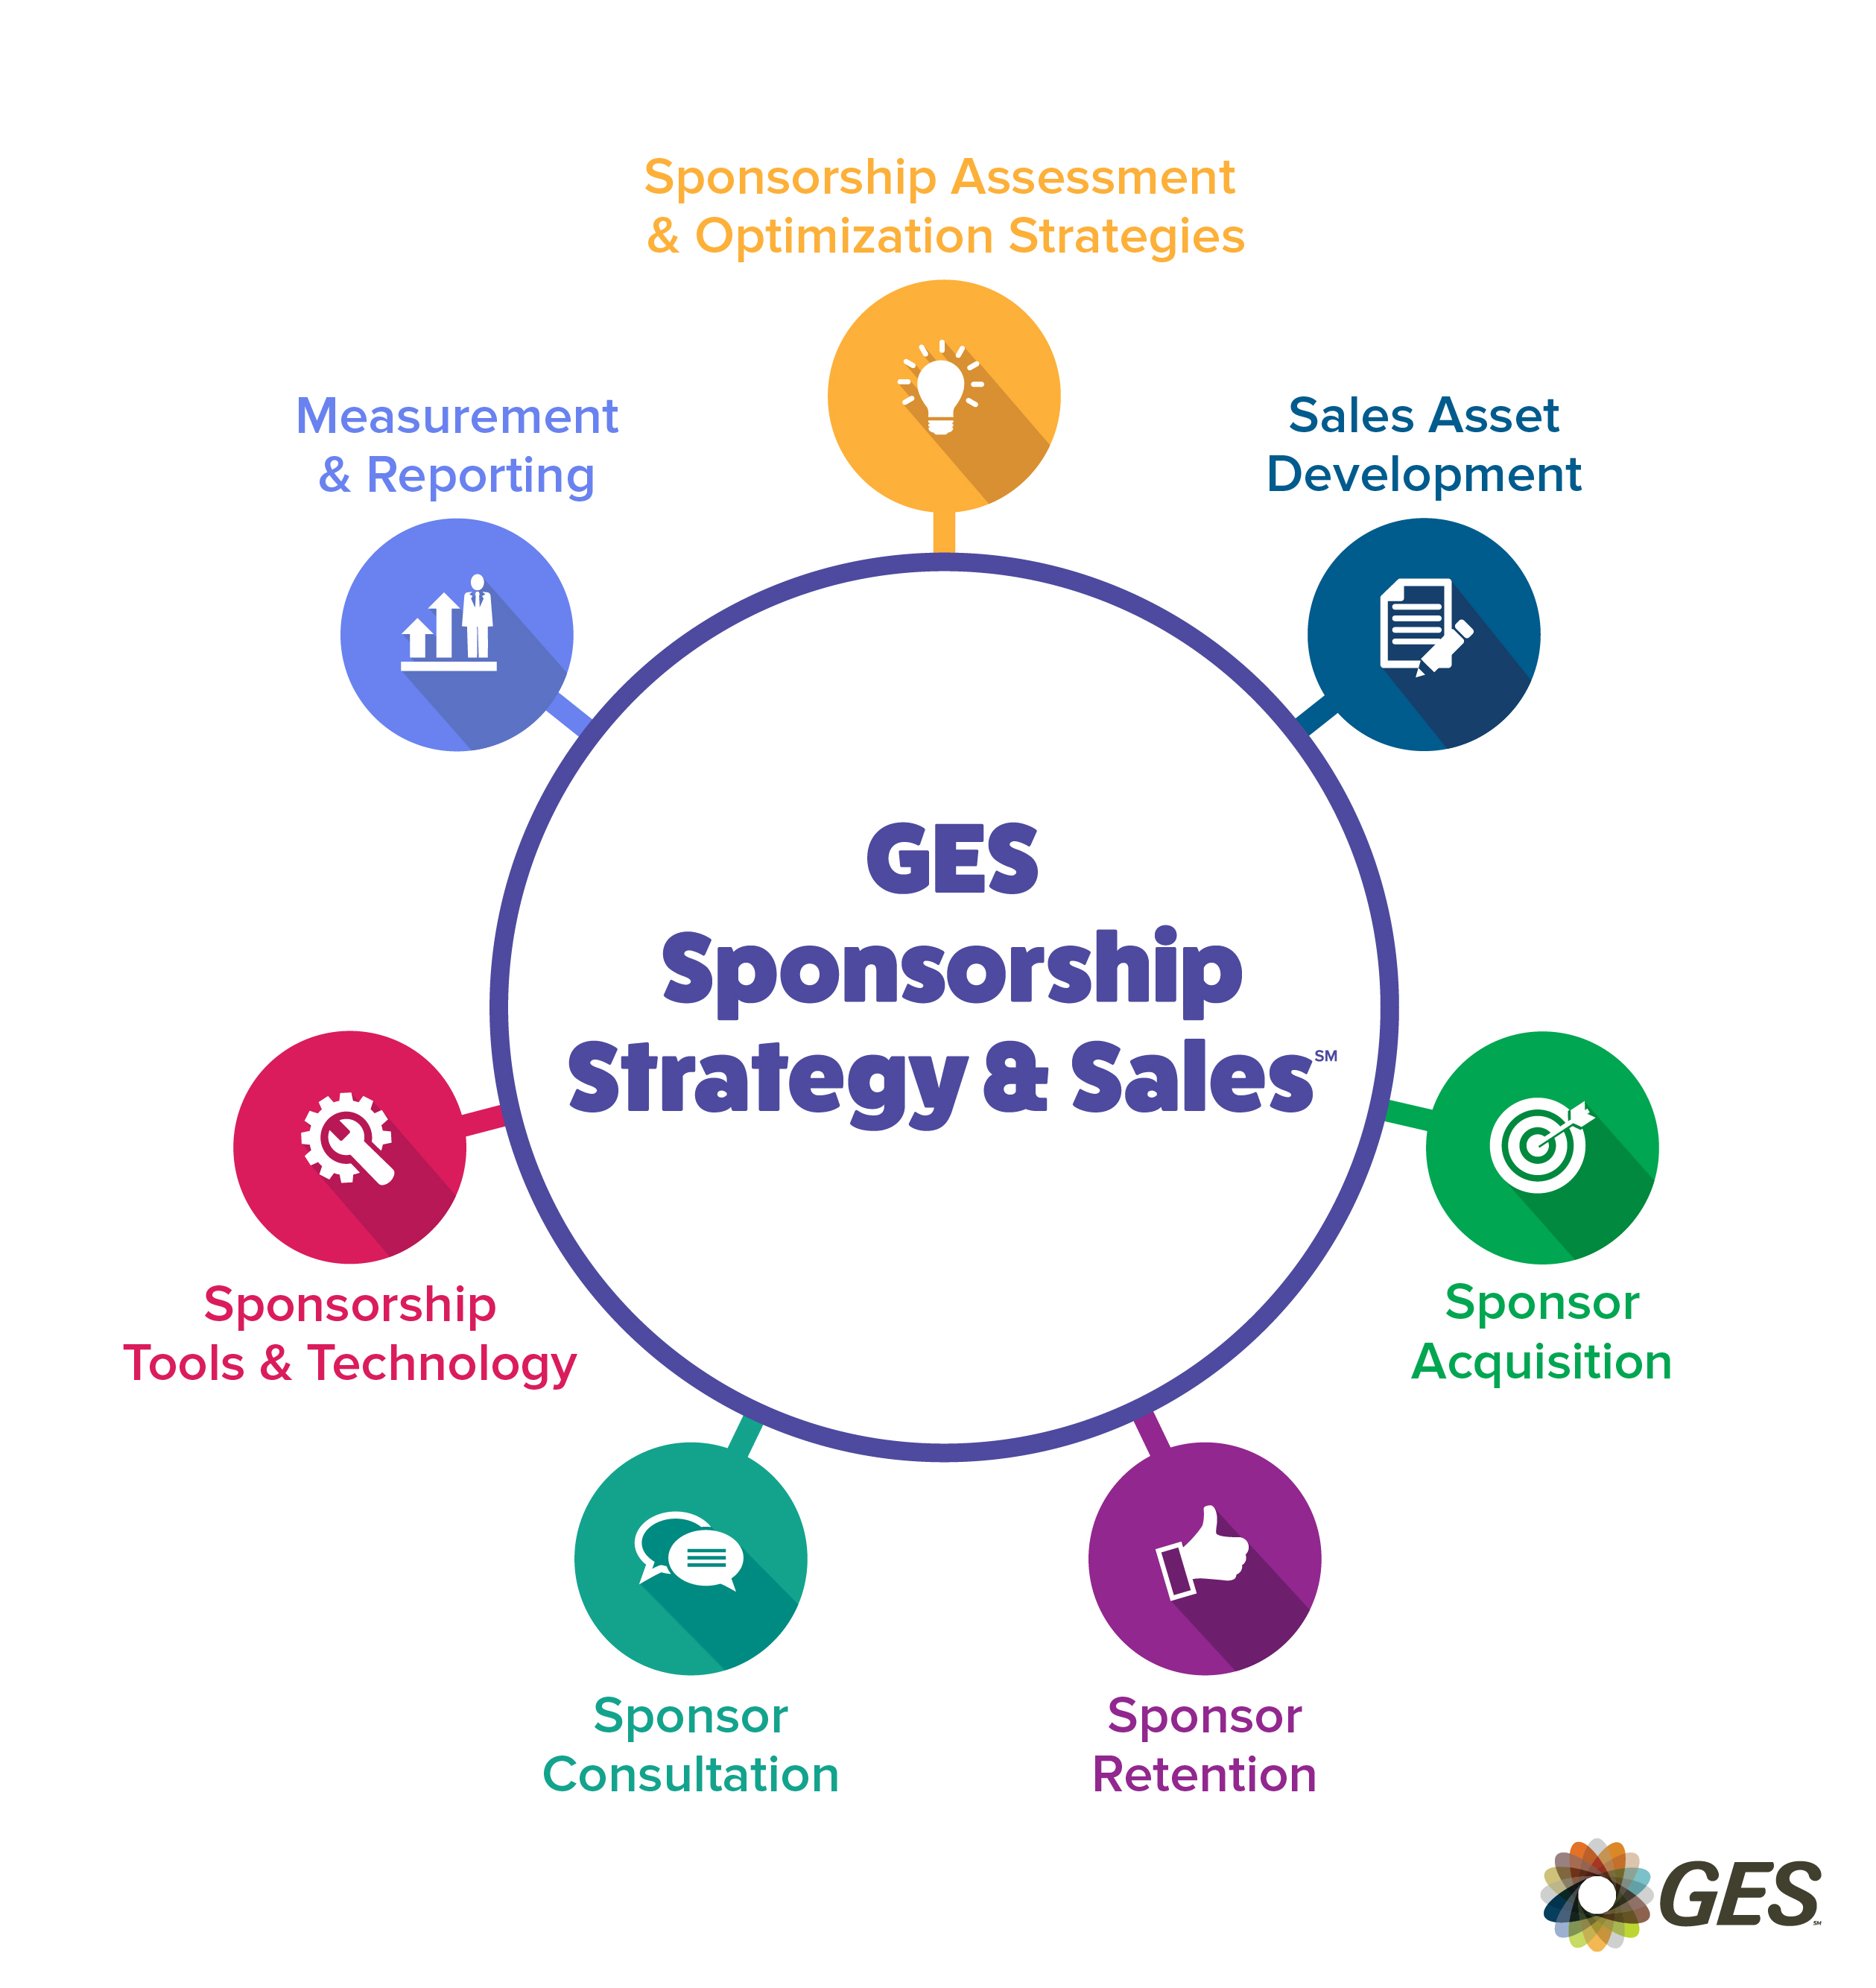 Sponsorship Assessment
& Optimization Strategies
Measurement
& Reporting
Sales Asset
Development
GES
Sponsorship
Strategy & Sales℠
Sponsorship
Tools & Technology
Sponsor
Acquisition
Sponsor
Consultation
Sponsor
Retention
GES℠